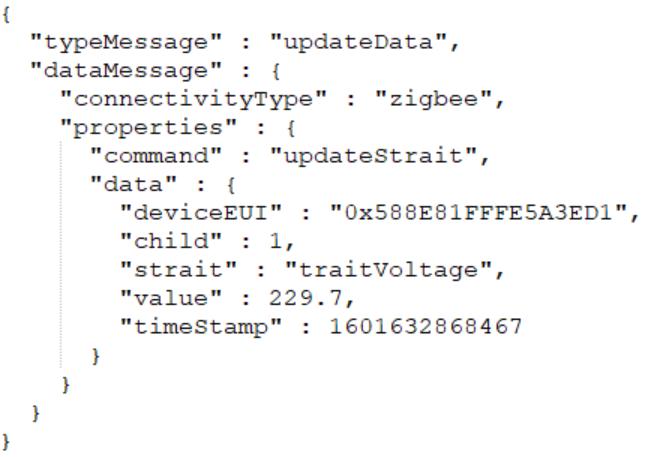 {
  "typeMessage" : "updateData",
  "dataMessage" : {
    "connectivityType" : "zigbee",
    "properties" : {
      "command" : "updateStrait",
      "data" : {
        "deviceEUI" : "0x588E81FFFE5A3ED1",
        "child" : 1,
        "strait" : "traitVoltage",
        "value" : 229.7,
        "timeStamp" : 1601632868467
      }
    }
  }
}